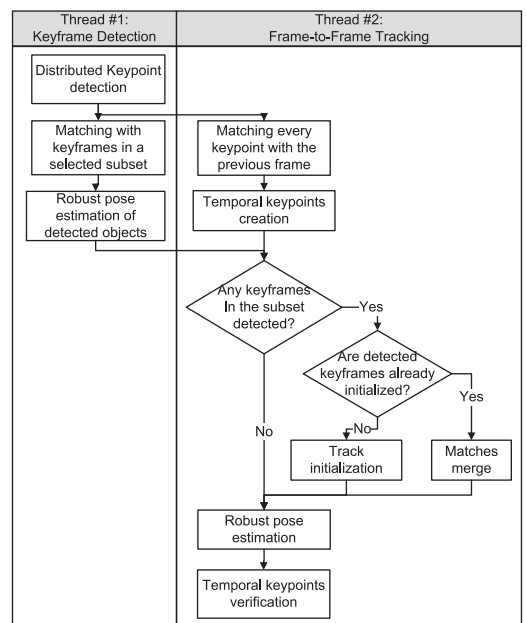 Thread #1:
Keyframe Detection
Thread #2:
Frame-to-Frame Tracking
Distributed Keypoint
detection
Matching with
keyframes in a
selected subset
Matching every
keypoint with the
previous frame
Robust pose
estimation of
detected objects
Temporal keypoints
creation
Any keyframes
In the subset
detected?
Yes
Are detected
keyframes already
initialized?
Yes
No
No
Track
initialization
Matches
merge
Robust pose
estimation
Temporal keypoints
verification